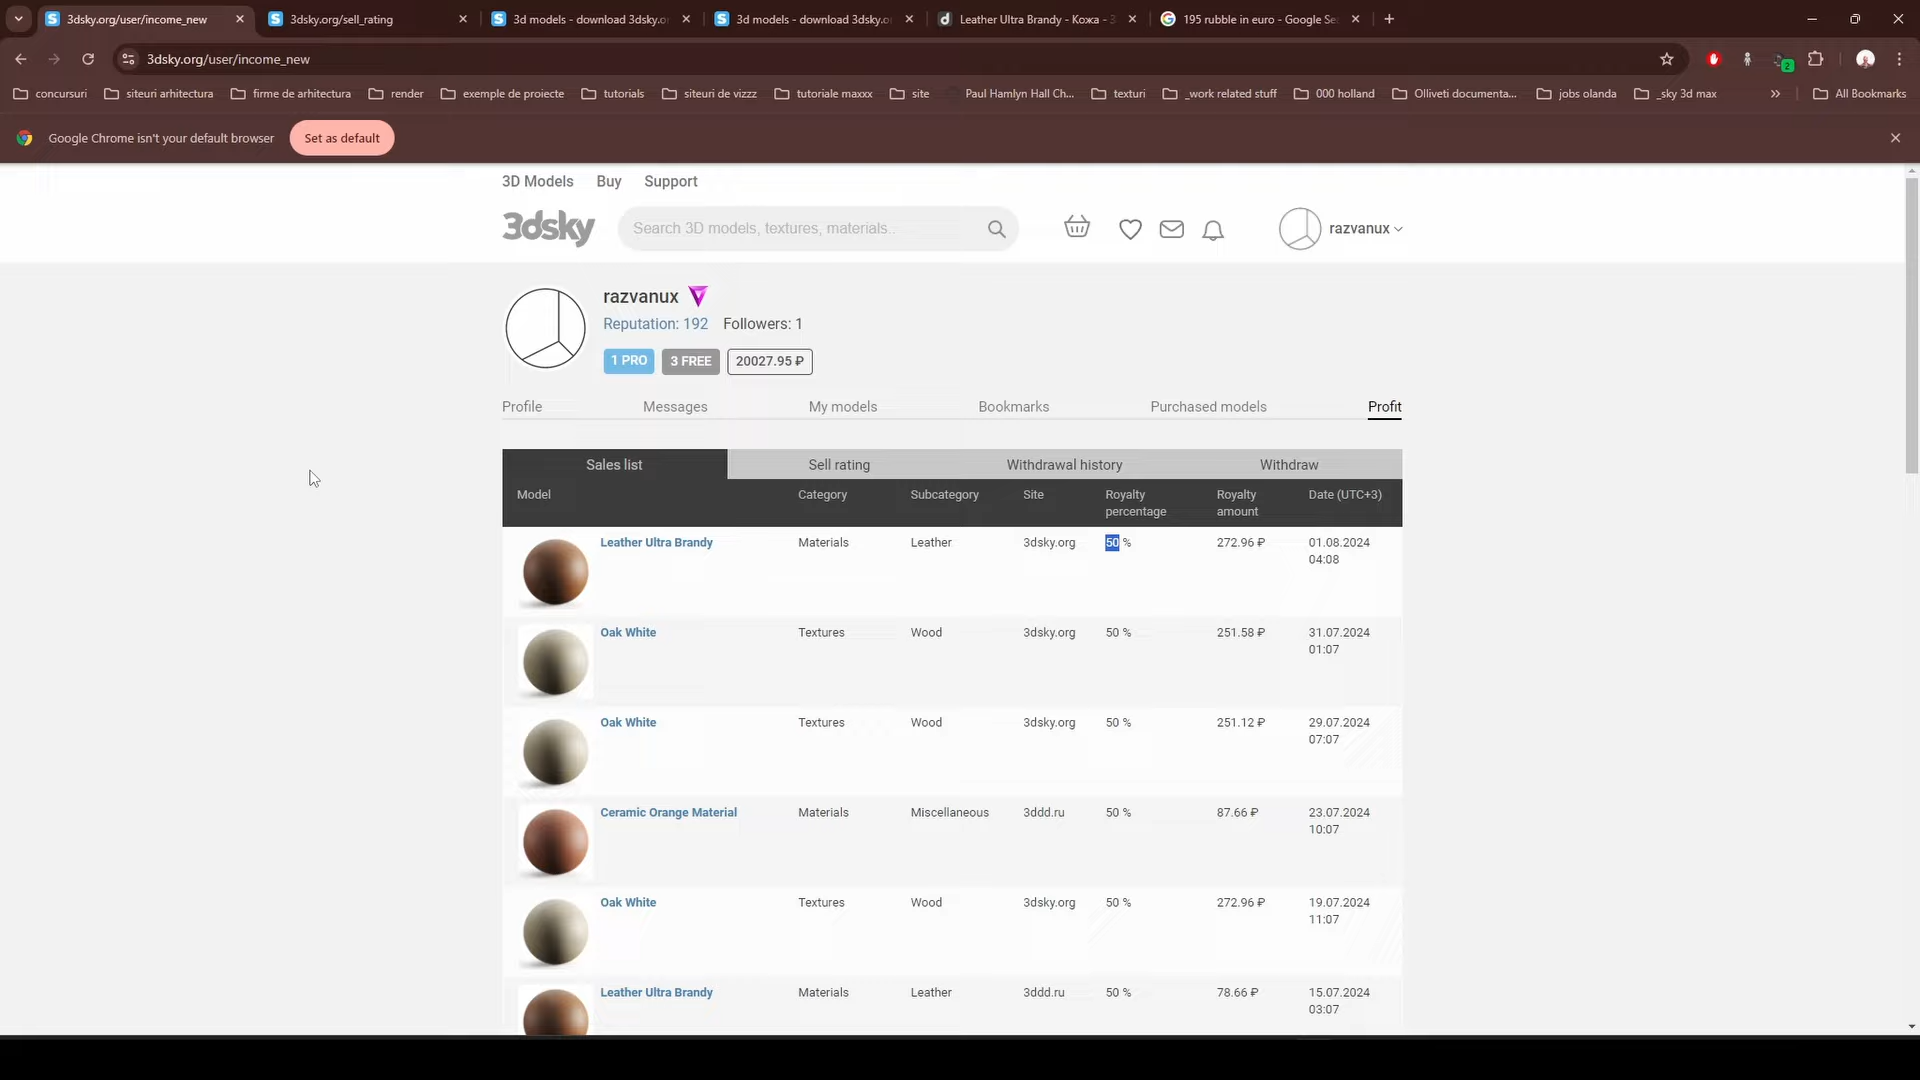 3dsky.org/user/income_new
3dsky.org/sell_rating
3d models - download 3dsky.or
3d models - download 3dsky.or
Leather Ultra Brandy - Кожа - 3
195 rubble in euro - Google Se
3dsky.org/user/income_new
2
concursuri
siteuri arhitectura
firme de arhitectura
render
exemple de proiecte
tutorials
siteuri de vizzz
tutoriale maxxx
site
Paul Hamlyn Hall Ch...
texturi
_work related stuff
000 holland
Olliveti documenta...
jobs olanda
_sky 3d max
All Bookmarks
Google Chrome isn't your default browser
Set as default
3D Models Buy Support
3dsky
Search 3D models, textures, materials..
razvanux
razvanux
Reputation: 192 Followers: 1
1 PRO 3 FREE 20027.95 ₽
Profile Messages My models Bookmarks Purchased models Profit
Sales list Sell rating Withdrawal history Withdraw
Model Category Subcategory Site Royalty percentage Royalty amount Date (UTC+3)
Leather Ultra Brandy Materials Leather 3dsky.org 50 % 272.96 ₽ 01.08.2024
04:08
Oak White Textures Wood 3dsky.org 50 % 251.58 ₽ 31.07.2024
01:07
Oak White Textures Wood 3dsky.org 50 % 251.12 ₽ 29.07.2024
07:07
Ceramic Orange Material Materials Miscellaneous 3ddd.ru 50 % 87.66 ₽ 23.07.2024
10:07
Oak White Textures Wood 3dsky.org 50 % 272.96 ₽ 19.07.2024
11:07
Leather Ultra Brandy Materials Leather 3ddd.ru 50 % 78.66 ₽ 15.07.2024
03:07